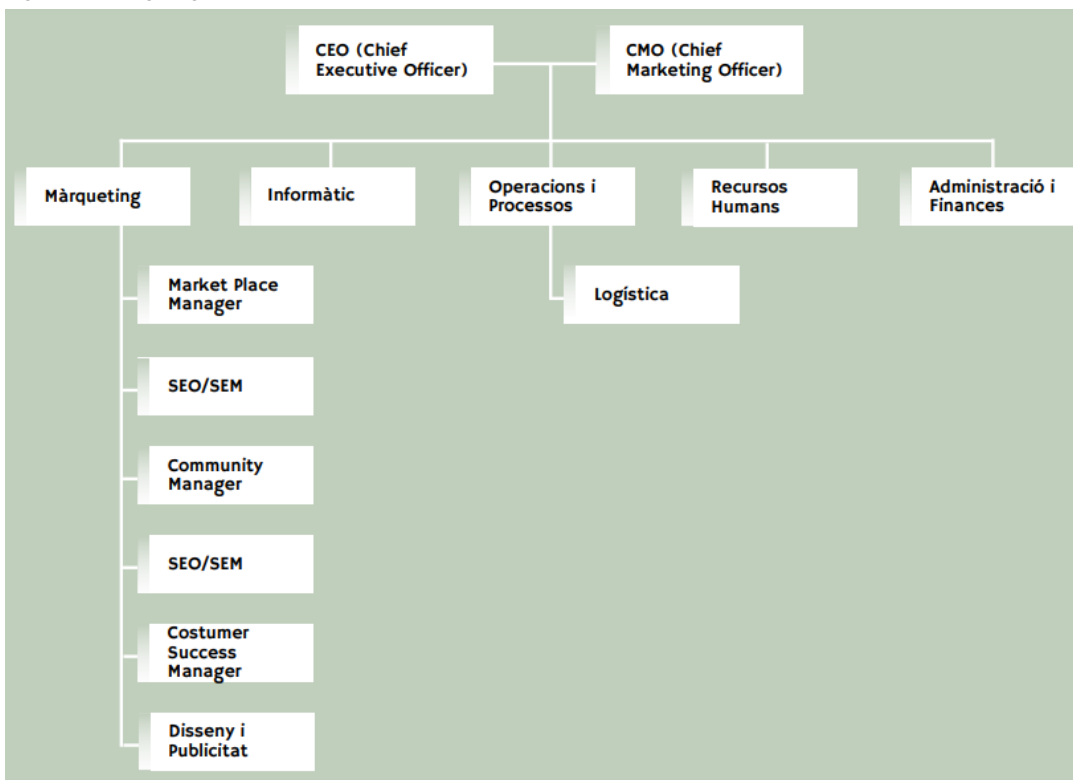 CEO (Chief
Executive Officer)
CMO (Chief
Marketing Officer)
Màrqueting
Informàtic
Operacions i
Processos
Recursos
Humans
Administració i
Finances
Market Place
Manager
Logística
SEO/SEM
Community
Manager
SEO/SEM
Costumer
Success
Manager
Disseny i
Publicitat